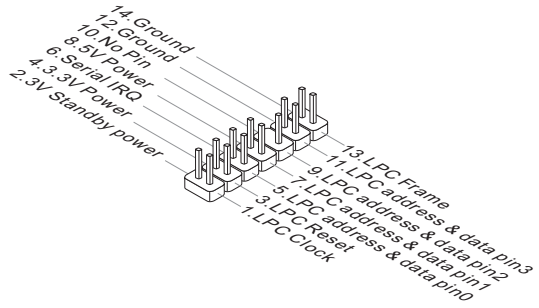 14.Ground
12.Ground
10.No Pin
8.5V Power
6.Serial IRQ
4.3.3V Power
2.3V Standby power
13.LPC Frame
11.LPC address & data pin3
9.LPC address & data pin2
7.LPC address & data pin1
5.LPC address & data pin0
3.LPC Reset
1.LPC Clock